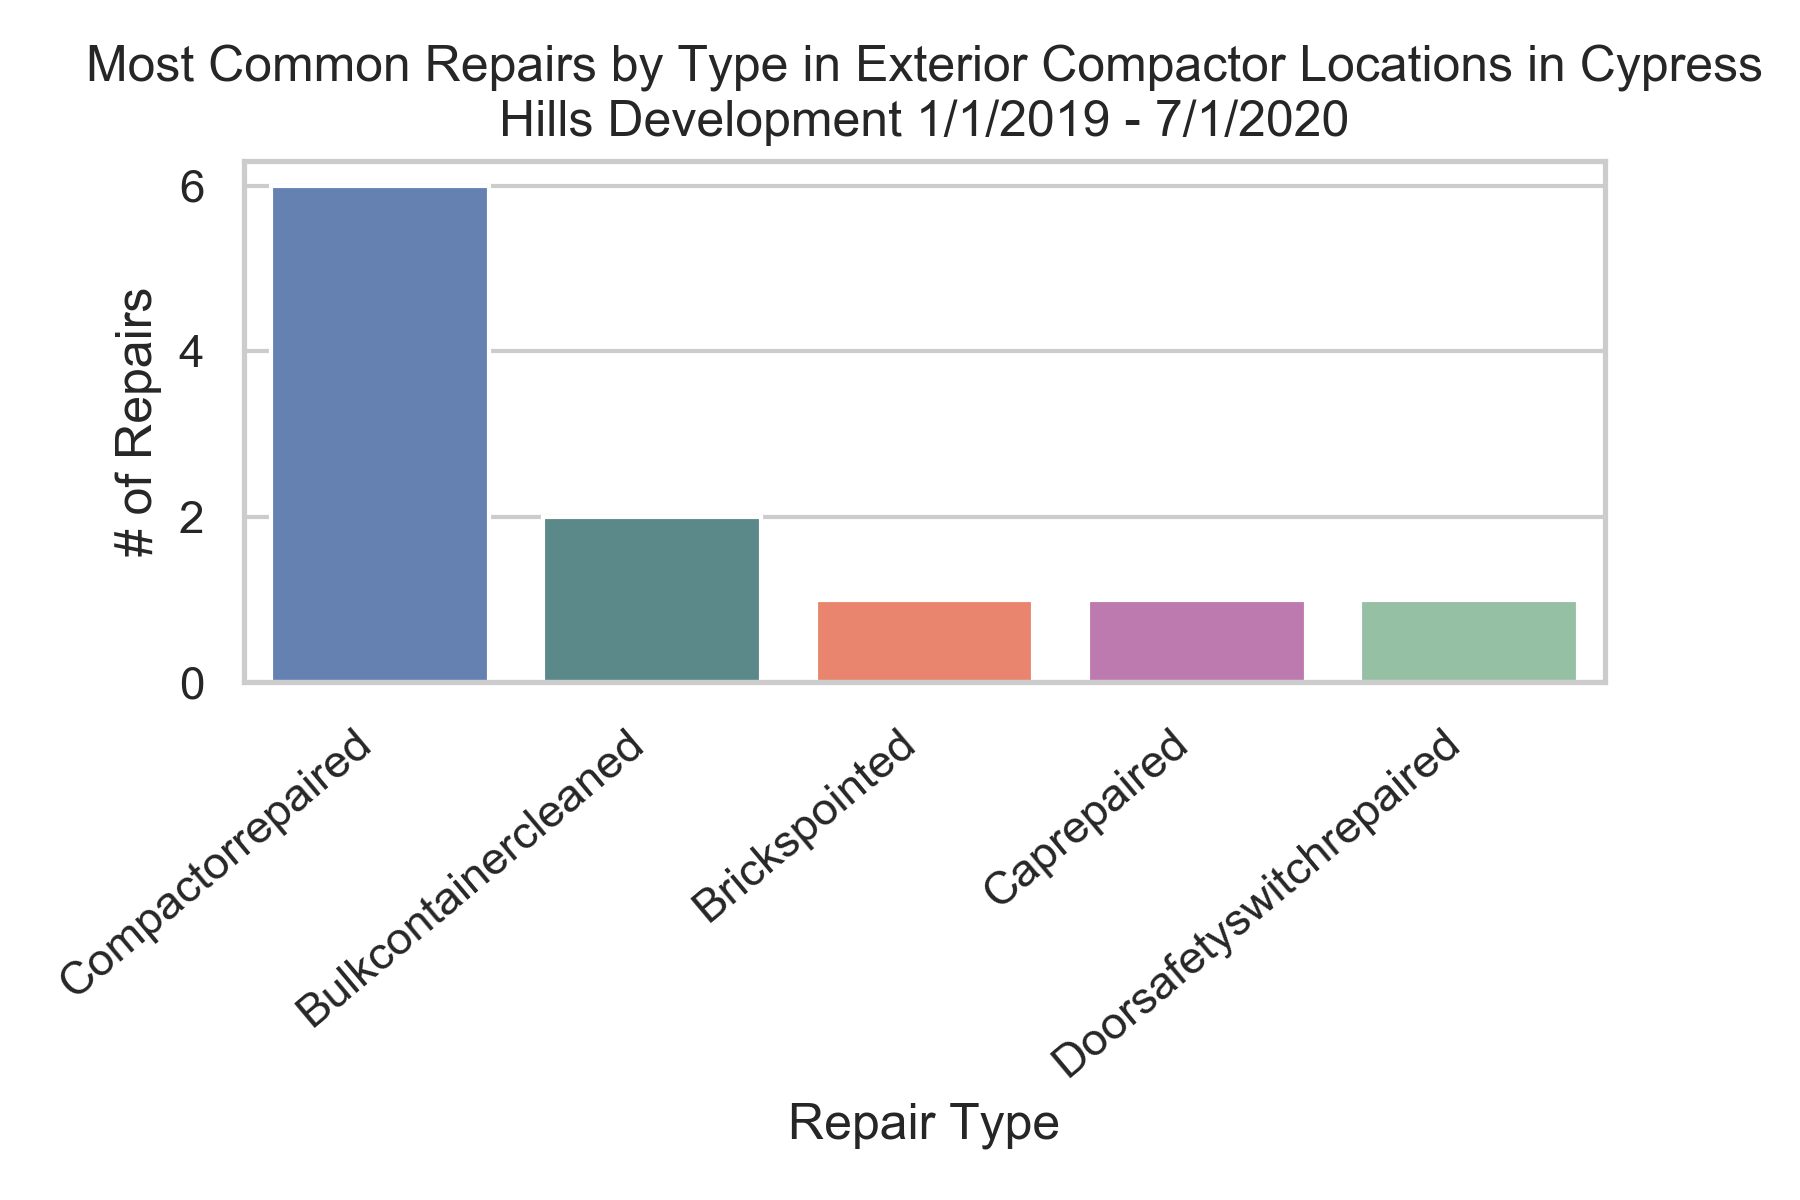 Most Common Repairs by Type in Exterior Compactor Locations in Cypress
Hills Development 1/1/2019 - 7/1/2020
# of Repairs
6
4
2
0
Compactorrepaired
Bulkcontainercleaned
Brickspointed
Caprepaired
Doorsafetyswitchrepaired
Repair Type